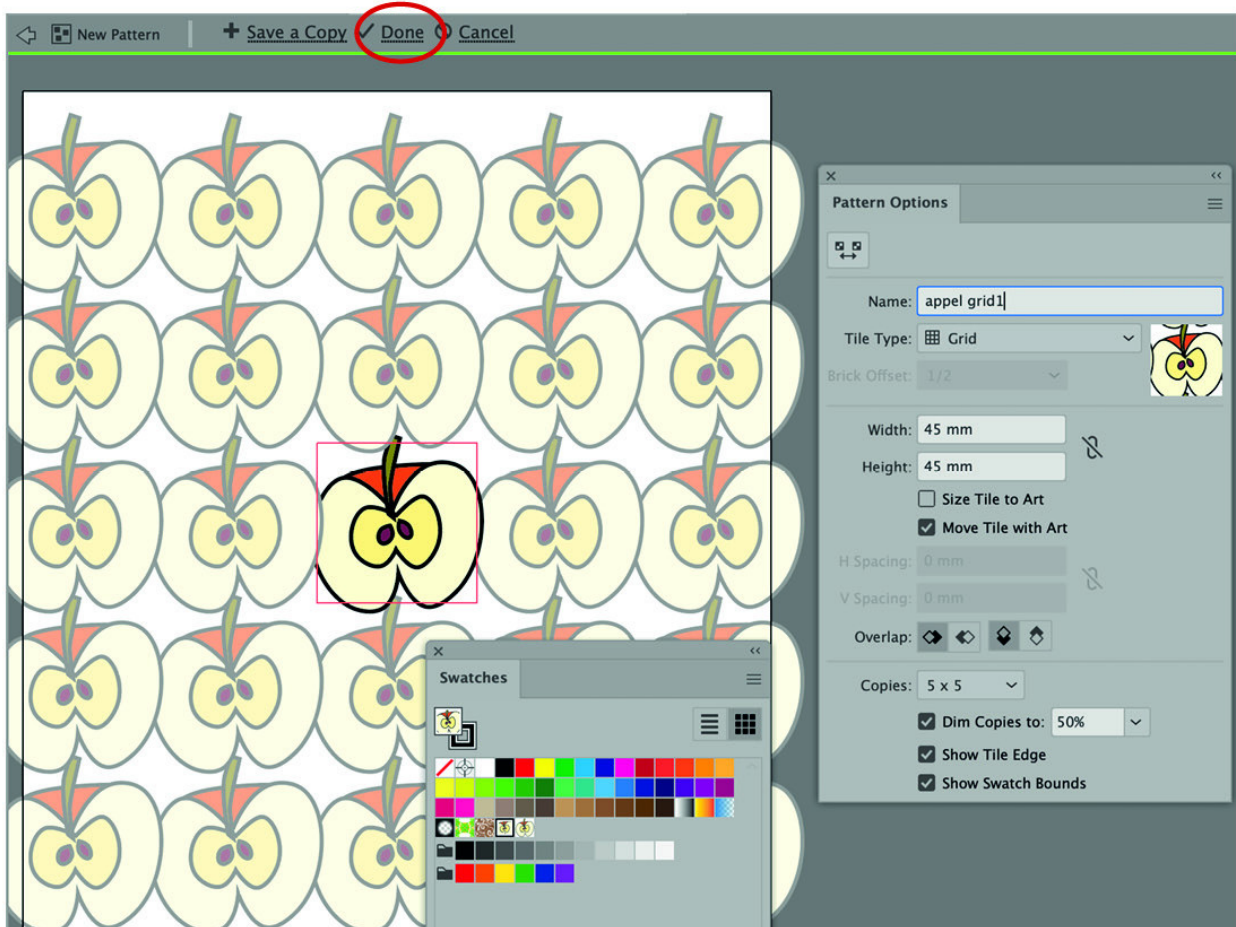 New Pattern Save a Copy Done Cancel
Pattern Options
Name: appel grid1
Tile Type: Grid
Brick Offset: 1/2
Width: 45 mm
Height: 45 mm
Size Tile to Art
Move Tile with Art
H Spacing: 0 mm
V Spacing: 0 mm
Overlap:
Copies: 5 x 5
Dim Copies to: 50%
Show Tile Edge
Show Swatch Bounds
Swatches